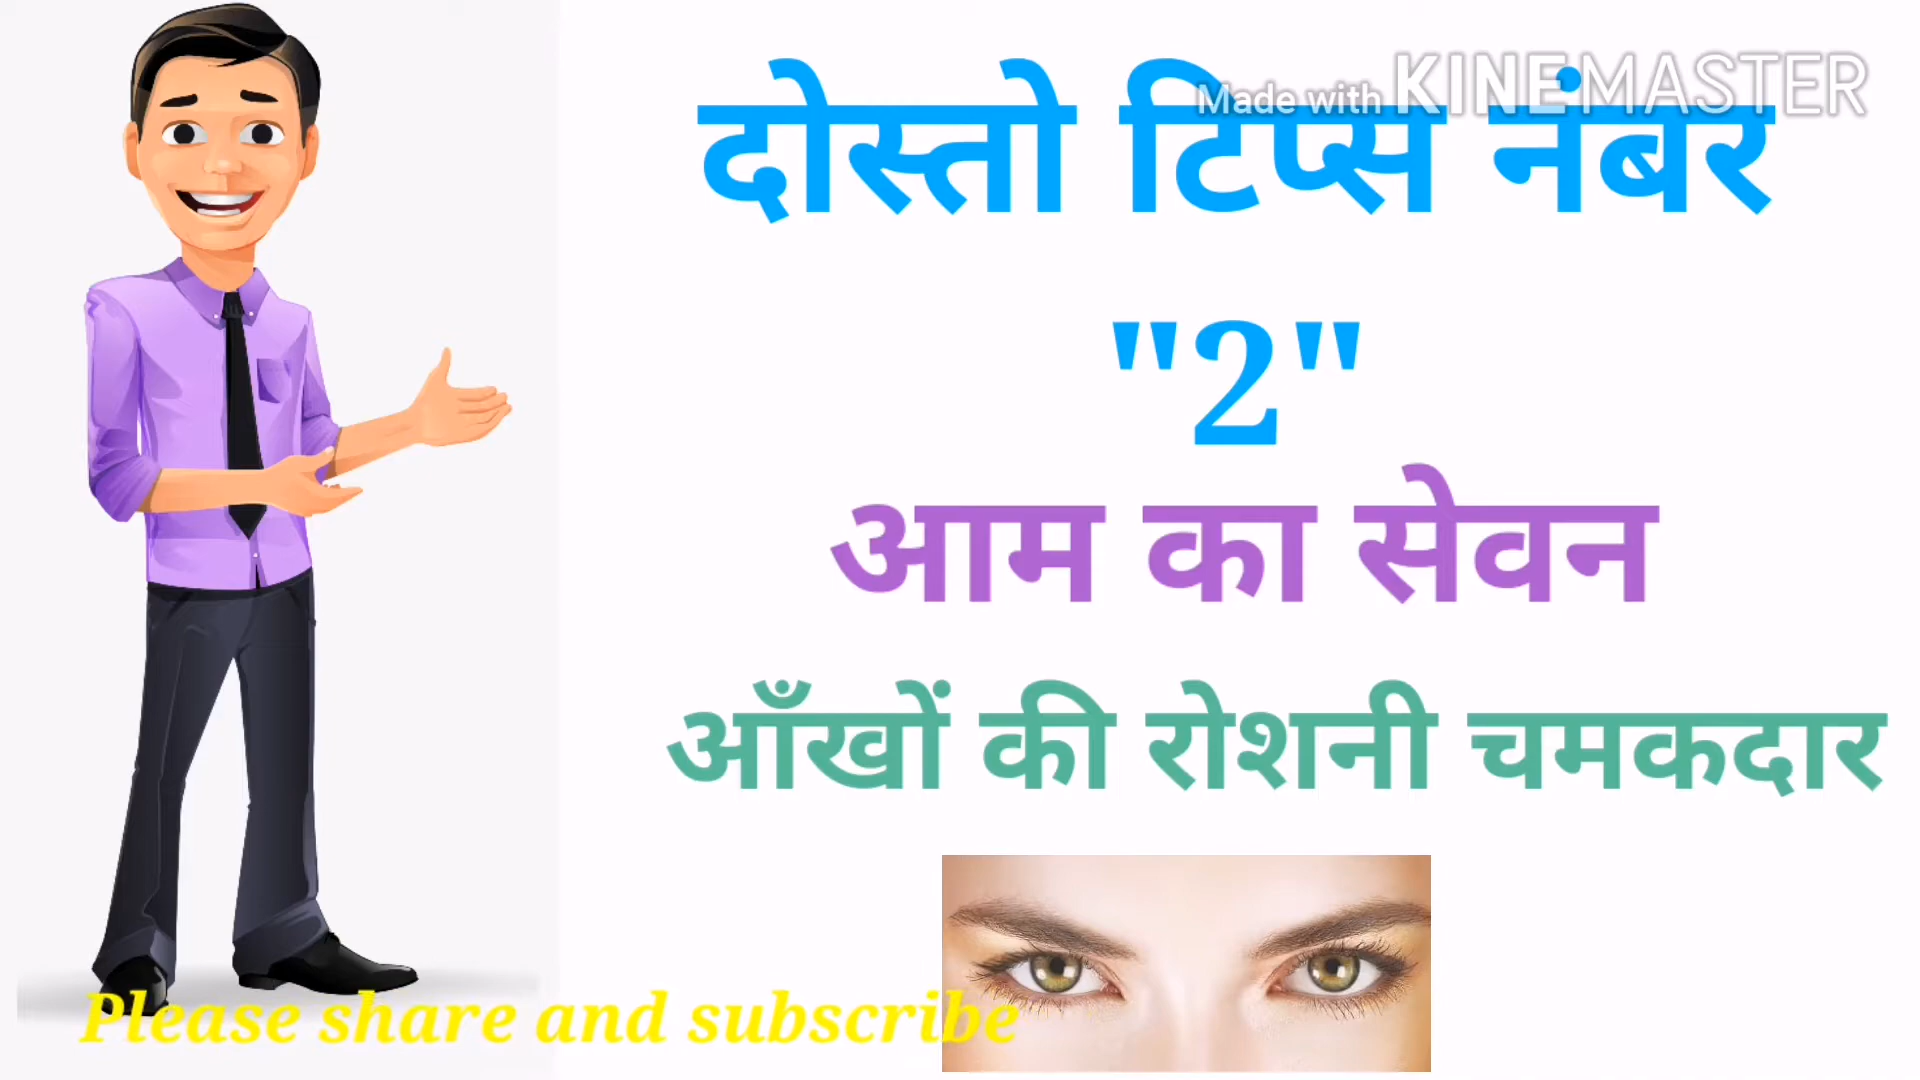 Made with KINEMASTER
दोस्तो टिप्स नंबर
"2"
आम का सेवन
आँखों की रोशनी चमकदार
Please share and subscribe